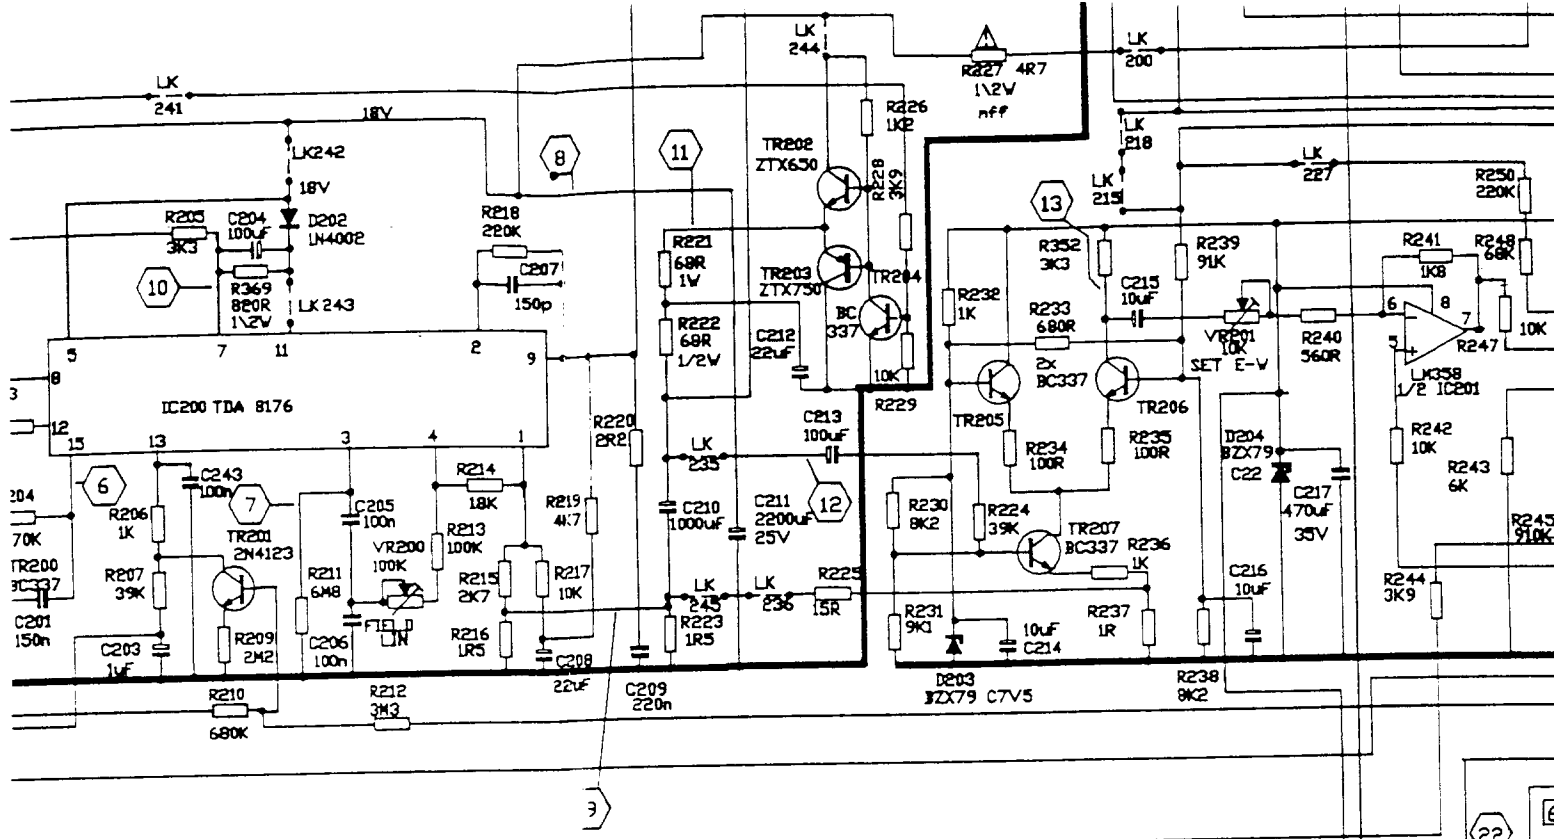 LK
241
18V
LK242
18V
R205
3K3
C204
100uF
D202
1N4002
10
R369
820R
1\2W
LK243
8
R218
220K
C207
150p
11
LK
244
R227 4R7
1\2W
mff
LK
200
R226
1K2
TR202
ZTX650
R228
3K9
TR203
ZTX750
TR204
BC
337
R221
68R
1W
R222
68R
1/2W
C212
22uF
10K
R229
LK
218
LK
215
13
LK
227
R250
220K
R352
3K3
R239
91K
R241
1K8
R248
68K
C215
10uF
R232
1K
R233
680R
2x
BC337
VR201
10K
SET E-W
R240
560R
6
5
8
7
R247
10K
LM358
1/2 IC201
TR205
TR206
5
7
11
2
9
8
12
15
13
3
4
1
IC200 TDA 8176
3
R220
2R2
C213
100uF
R234
100R
R235
100R
D204
BZX79
C22
R242
10K
R243
6K
6
C243
100n
7
R214
18K
LK
235
12
C217
470uF
35V
204
70K
R206
1K
C205
100n
R219
4K7
C210
1000uF
C211
2200uF
25V
R230
8K2
R224
39K
TR207
BC337
R236
1K
R245
910K
TR201
2N4123
R213
100K
VR200
100K
TR200
BC337
R207
39K
R211
6M8
R215
2K7
R217
10K
LK
245
LK
236
R225
15R
C216
10uF
R244
3K9
C201
150n
C203
1uF
R209
2M2
C206
100n
FIELD
LIN
R216
1R5
C208
22uF
R223
1R5
R231
9K1
10uF
C214
R237
1R
R210
680K
R212
3M3
C209
220n
D203
BZX79 C7V5
R238
8K2
22